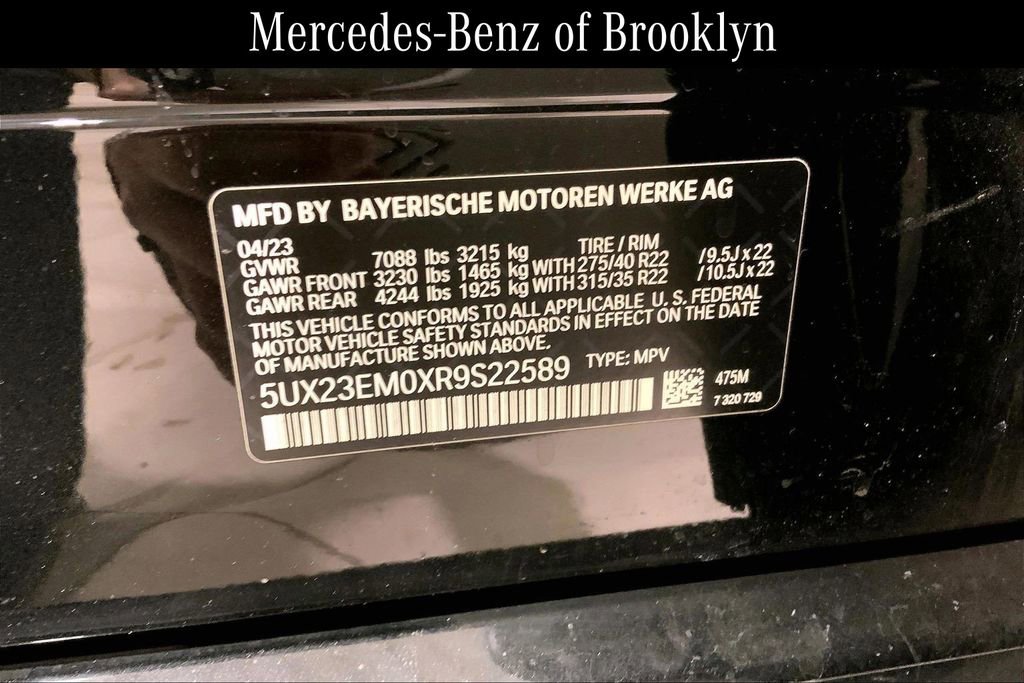 Mercedes-Benz of Brooklyn
MFD BY BAYERISCHE MOTOREN WERKE AG
04/23 TIRE / RIM
GVWR 7088 lbs 3215 kg
GAWR FRONT 3230 lbs 1465 kg WITH 275/40 R22 /9.5J x 22
GAWR REAR 4244 lbs 1925 kg WITH 315/35 R22 /10.5J x 22
THIS VEHICLE CONFORMS TO ALL APPLICABLE U. S. FEDERAL
MOTOR VEHICLE SAFETY STANDARDS IN EFFECT ON THE DATE
OF MANUFACTURE SHOWN ABOVE.
5UX23EM0XR9S22589 TYPE: MPV
475M
7 320 729